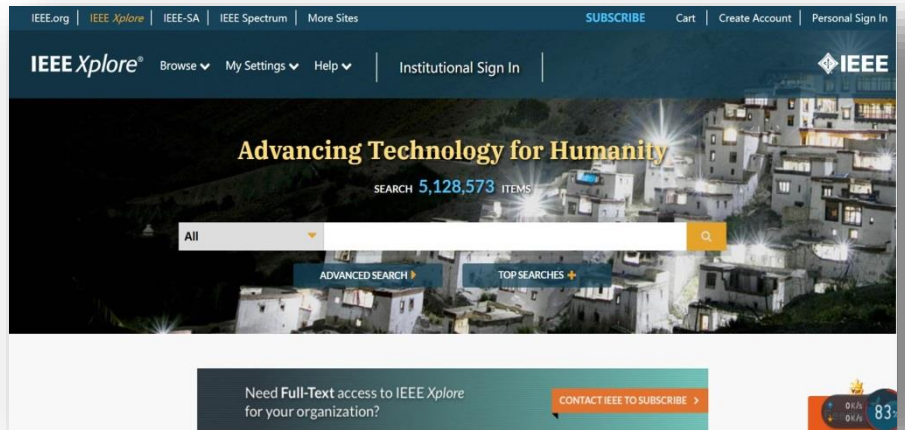 IEEE.org | IEEE Xplore | IEEE-SA | IEEE Spectrum | More Sites SUBSCRIBE Cart | Create Account | Personal Sign In
IEEE Xplore® Browse My Settings Help | Institutional Sign In | IEEE
Advancing Technology for Humanity
SEARCH 5,128,573 ITEMS
All
ADVANCED SEARCH TOP SEARCHES
Need Full-Text access to IEEE Xplore
for your organization?
CONTACT IEEE TO SUBSCRIBE >
0K/s
0K/s
83%